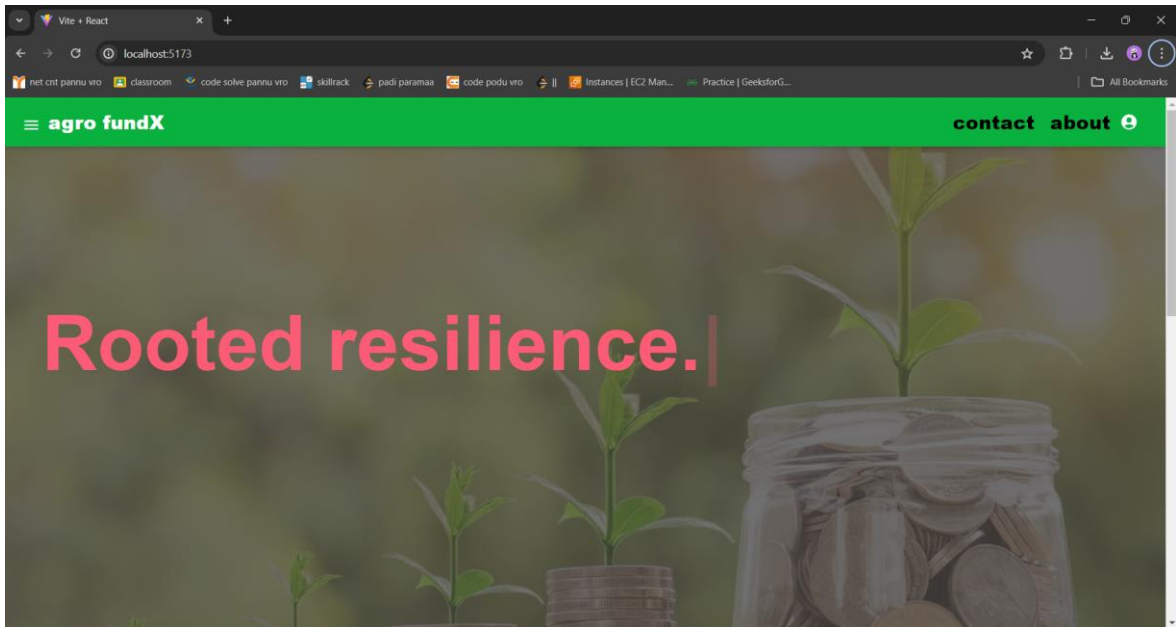 Vite + React
localhost:5173
net cnt pannu vro classroom code solve pannu vro skillrack padi paramaa code podu vro || Instances | EC2 Man... Practice | GeeksforG... All Bookmarks
agro fundX contact about
Rooted resilience.